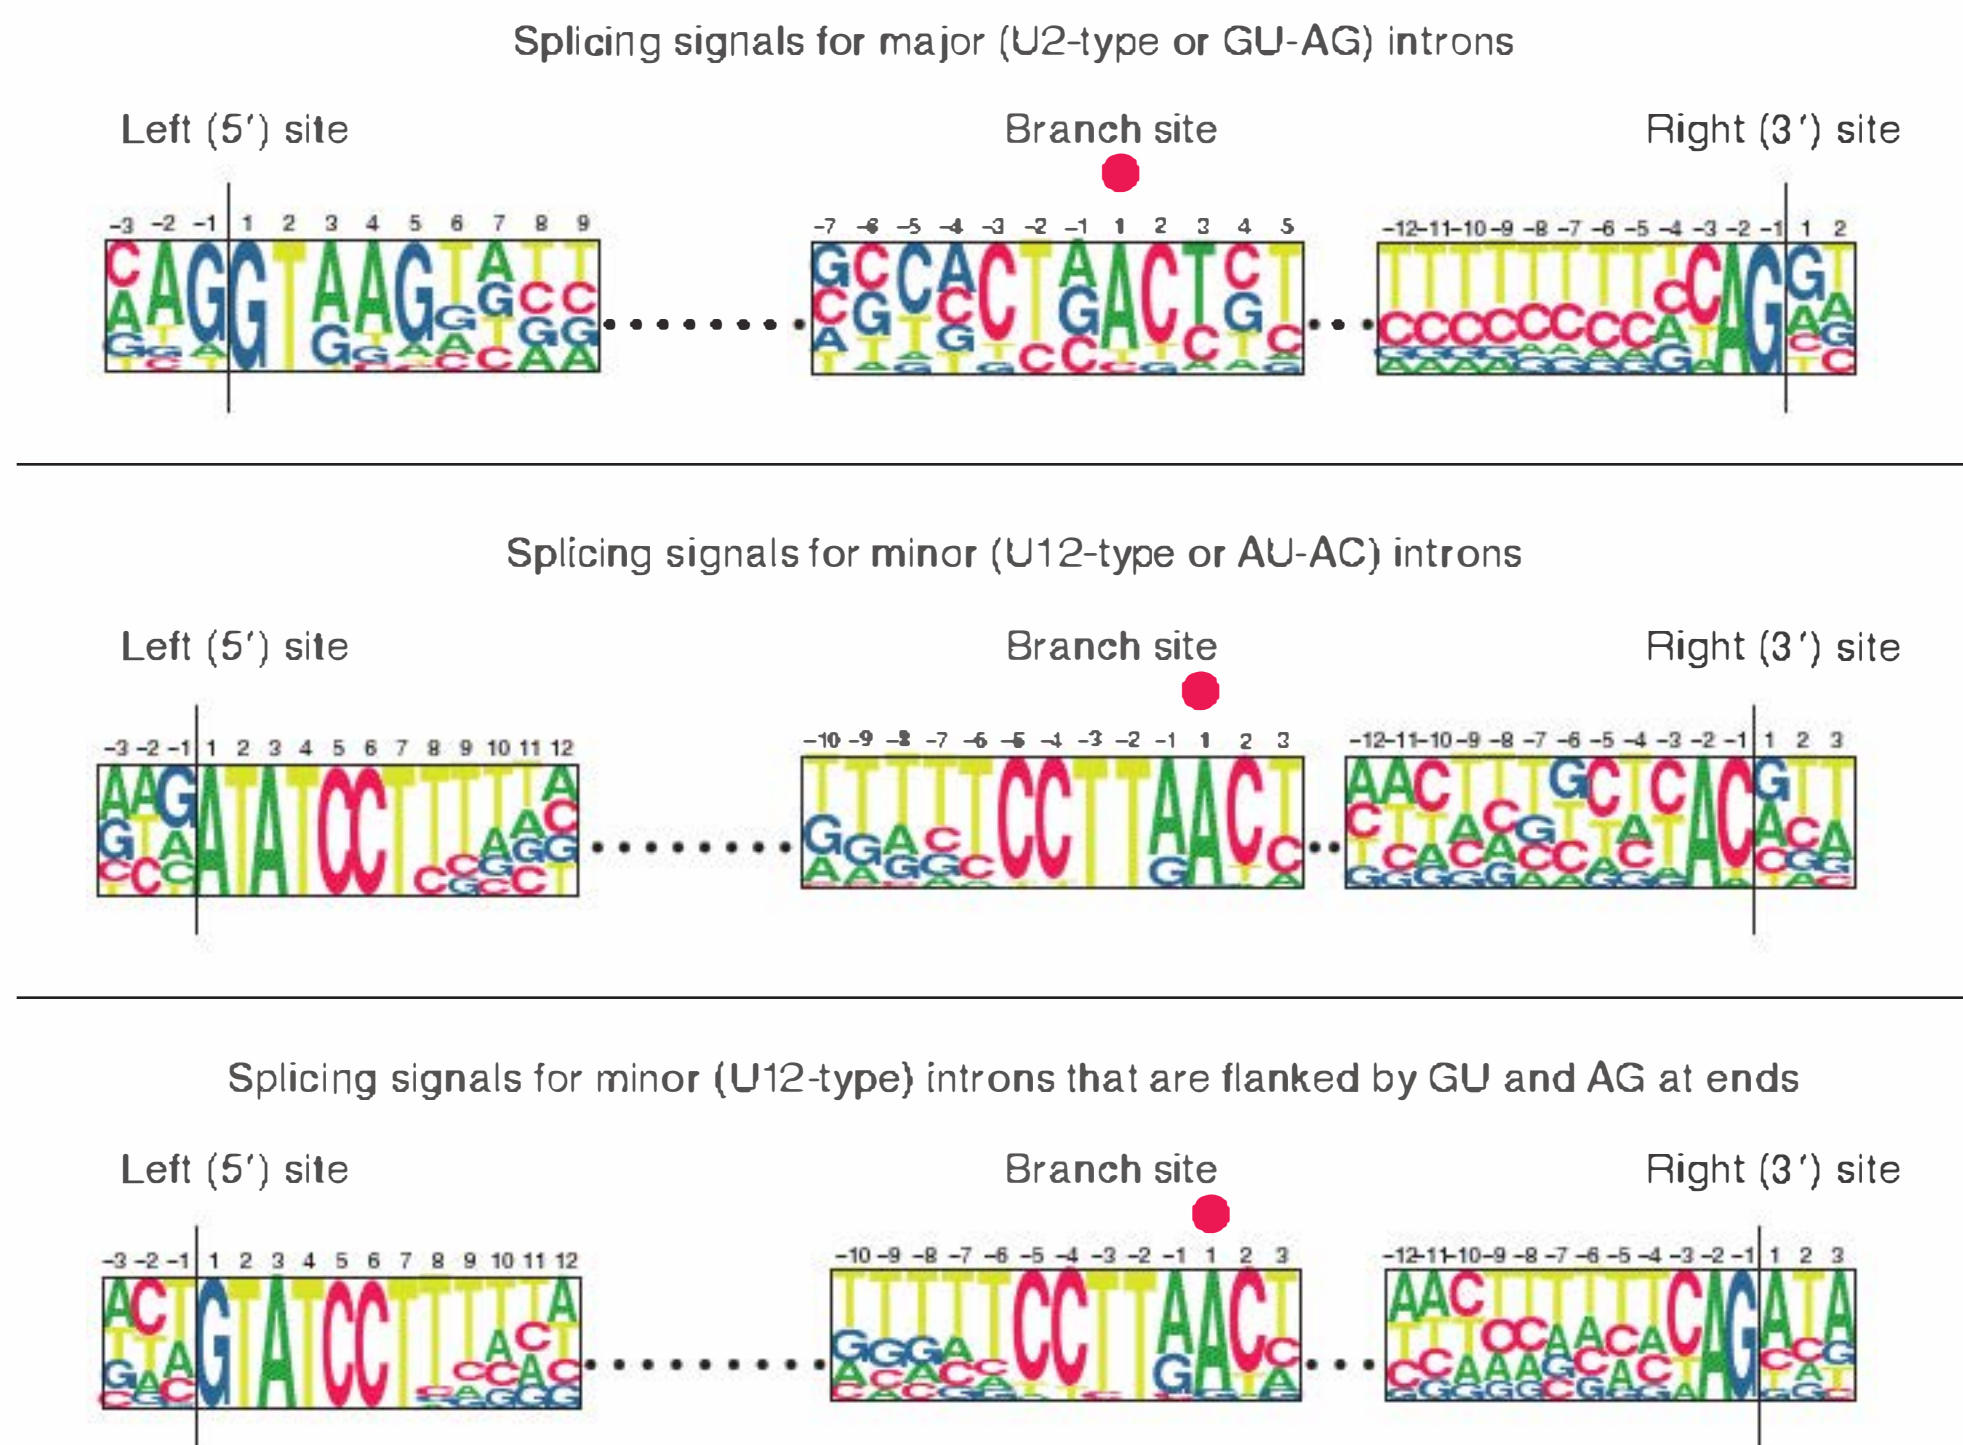 Splicing signals for major (U2-type or GU-AG) introns
Left (5′) site Branch site Right (3′) site
-3 -2 -1 1 2 3 4 5 6 7 8 9 -7 -6 -5 -4 -3 -2 -1 1 2 3 4 5 -12-11-10-9 -8 -7 -6 -5 -4 -3 -2 -1 1 2
CAGGTAAGTATT GCCACTAACTCT TTTTTTTTCCAGGT
Splicing signals for minor (U12-type or AU-AC) introns
Left (5′) site Branch site Right (3′) site
-3 -2 -1 1 2 3 4 5 6 7 8 9 10 11 12 -10 -9 -8 -7 -6 -5 -4 -3 -2 -1 1 2 3 -12-11-10-9 -8 -7 -6 -5 -4 -3 -2 -1 1 2 3
AAGATATCCTTTTTA TTTTTCCTTAACT AACTTTGCTCACGTT
Splicing signals for minor (U12-type) introns that are flanked by GU and AG at ends
Left (5′) site Branch site Right (3′) site
-3 -2 -1 1 2 3 4 5 6 7 8 9 10 11 12 -10 -9 -8 -7 -6 -5 -4 -3 -2 -1 1 2 3 -12-11-10-9 -8 -7 -6 -5 -4 -3 -2 -1 1 2 3
ACTGTATCCTTTTTA TTTTTCCTTAACT AACTTTTTTCAGATA